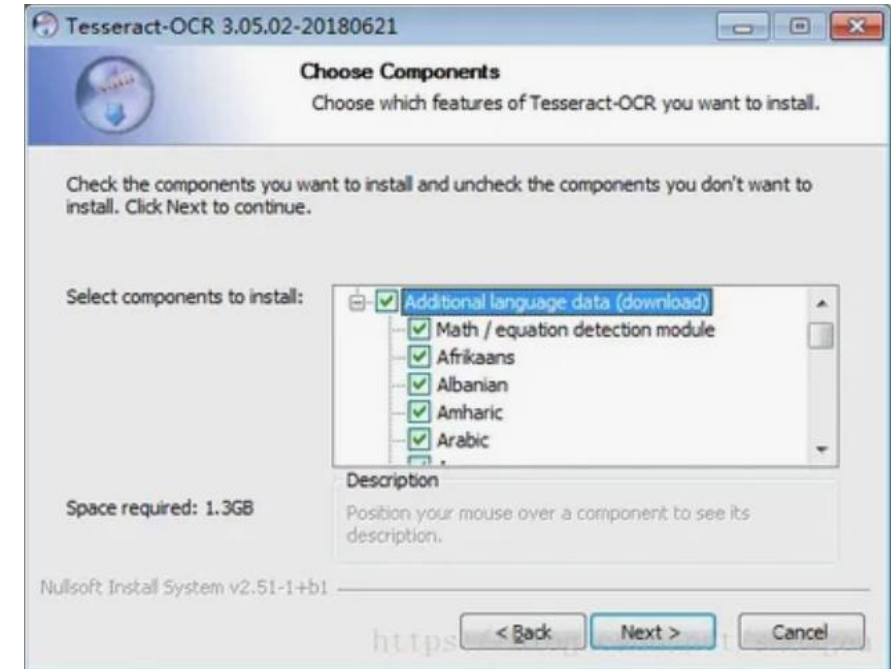 Tesseract-OCR 3.05.02-20180621
Choose Components
Choose which features of Tesseract-OCR you want to install.
Check the components you want to install and uncheck the components you don't want to
install. Click Next to continue.
Select components to install:
Additional language data (download)
Math / equation detection module
Afrikaans
Albanian
Amharic
Arabic
Space required: 1.3GB
Description
Position your mouse over a component to see its
description.
Nullsoft Install System v2.51-1+b1
< Back
Next >
Cancel